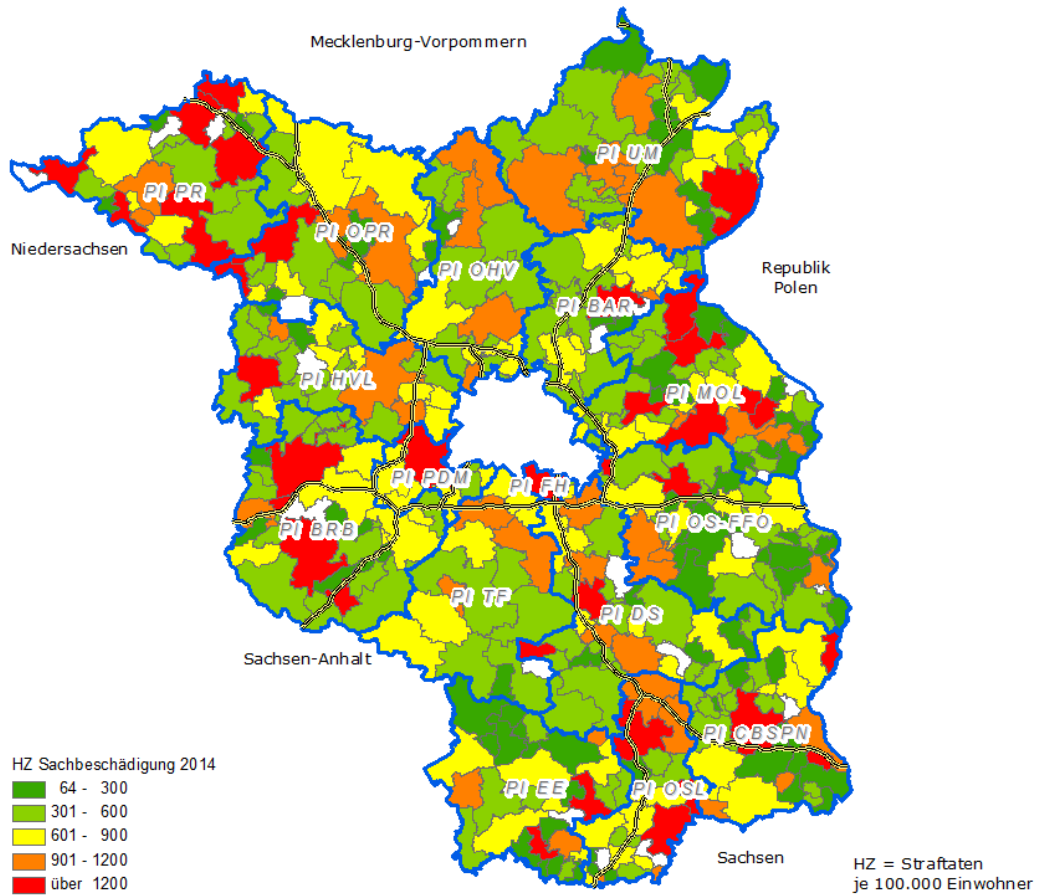 Mecklenburg-Vorpommern
PI UM
PI PR
Niedersachsen
PI OPR
PI OHV
Republik
Polen
PI BAR
PI HVL
PI MOL
PI PDM
PI FH
PI OS-FFO
PI BRB
PI TF
PI DS
Sachsen-Anhalt
PI CBSPN
HZ Sachbeschädigung 2014
64 - 300
301 - 600
601 - 900
901 - 1200
über 1200
PI EE
PI OSL
Sachsen
HZ = Straftaten
je 100.000 Einwohner